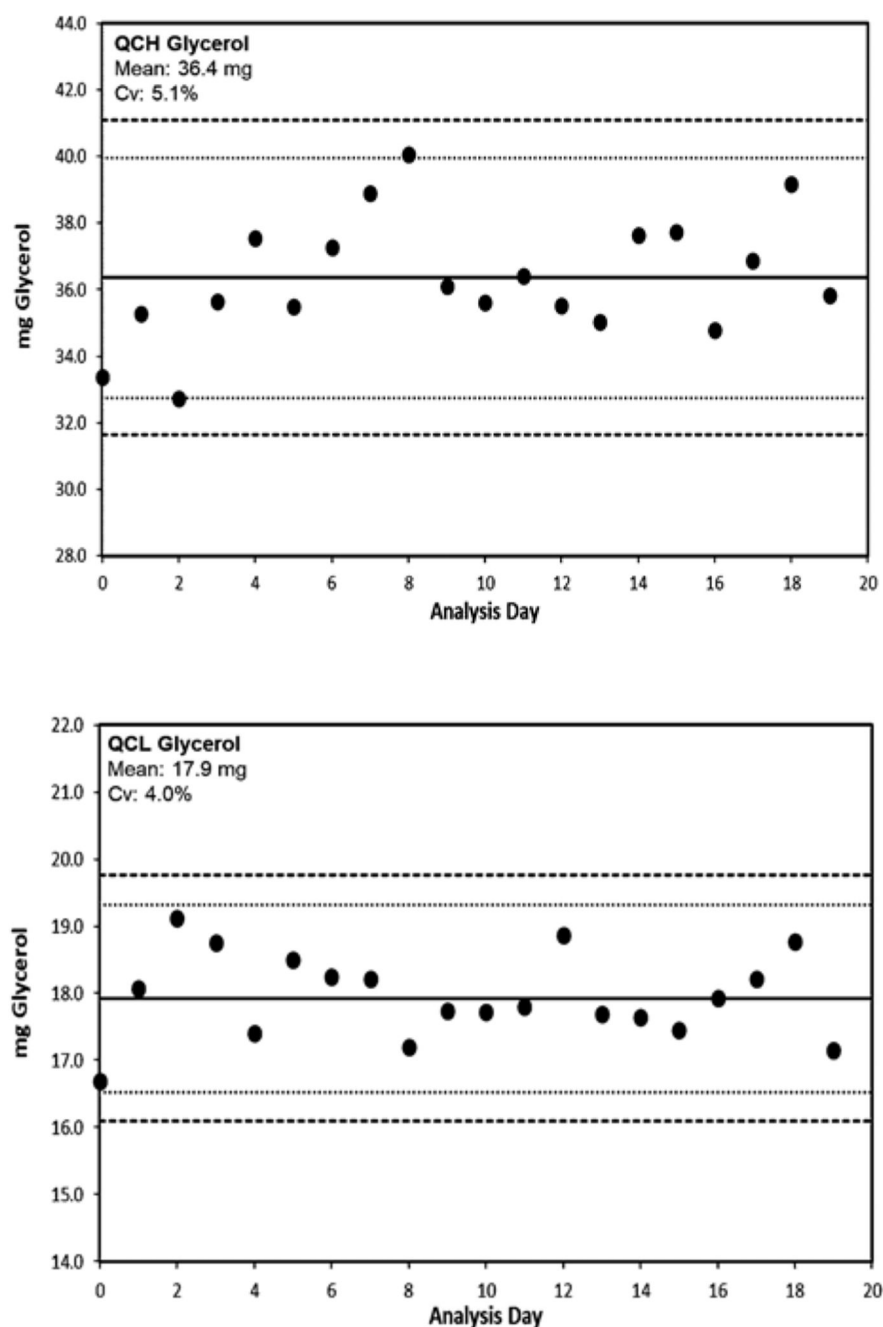 44.0
QCH Glycerol
Mean: 36.4 mg
Cv: 5.1%
42.0
40.0
38.0
36.0
34.0
32.0
30.0
28.0
mg Glycerol
0 2 4 6 8 10 12 14 16 18 20
Analysis Day
22.0
QCL Glycerol
Mean: 17.9 mg
Cv: 4.0%
21.0
20.0
19.0
18.0
17.0
16.0
15.0
14.0
mg Glycerol
0 2 4 6 8 10 12 14 16 18 20
Analysis Day